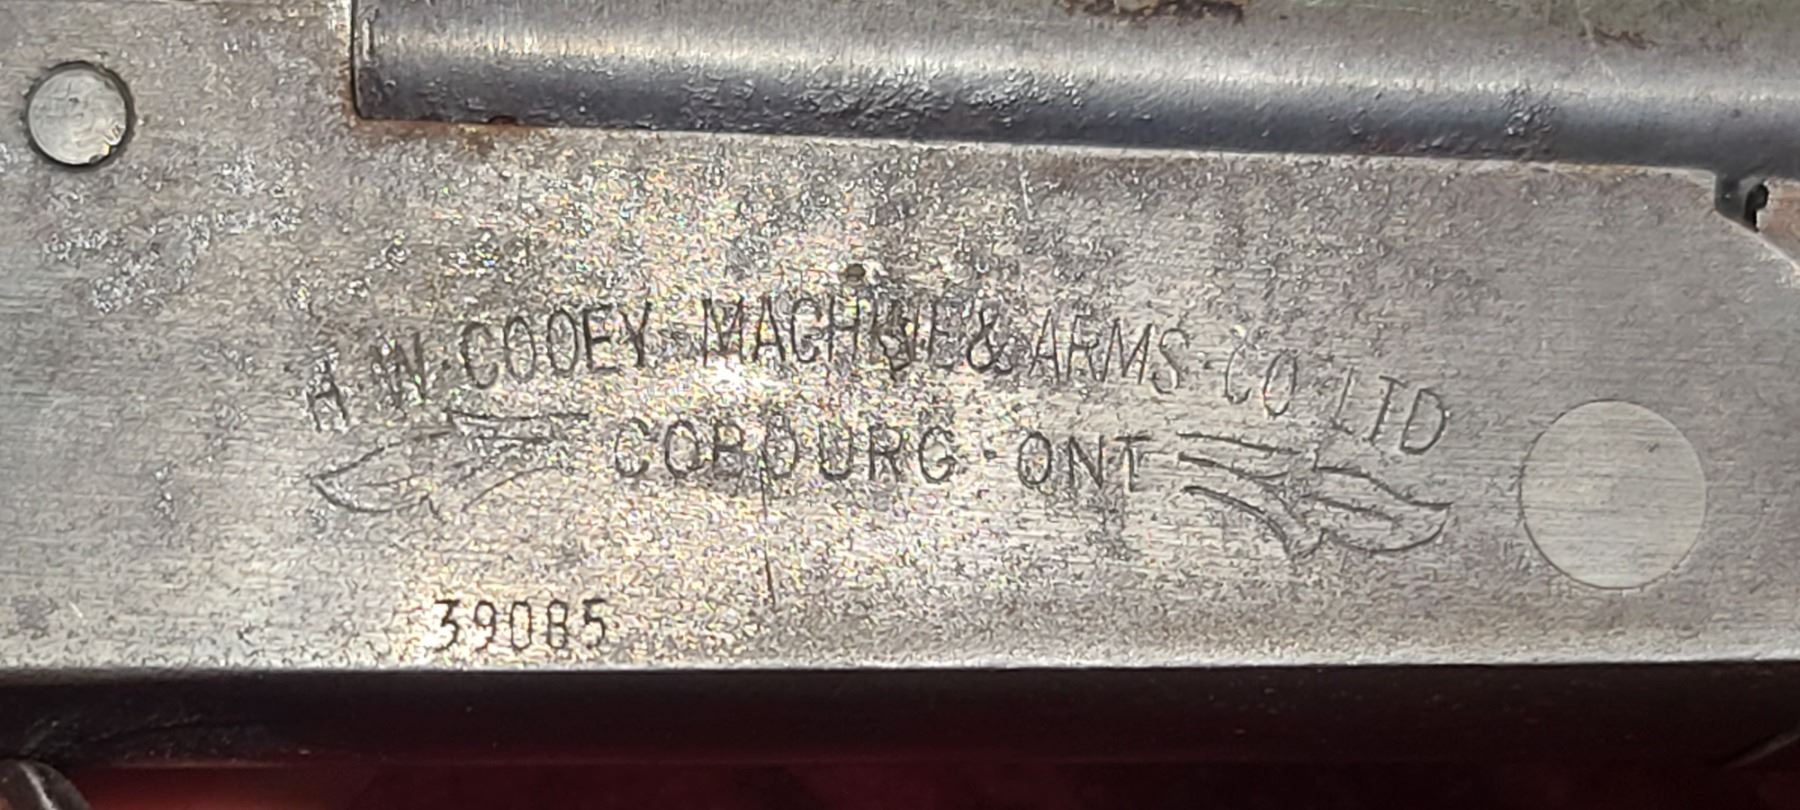 H·W·COOEY·MACHINE & ARMS·CO·LTD
COBOURG·ONT
39085